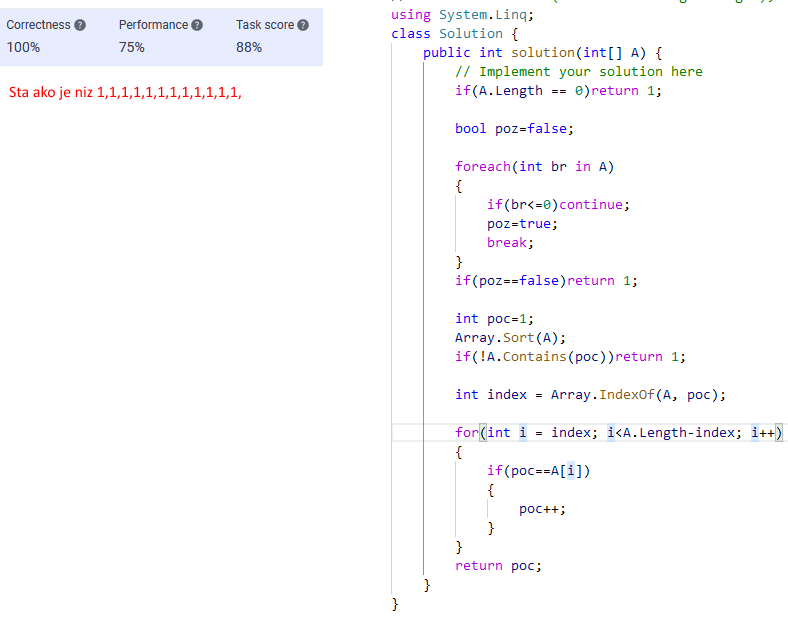 Correctness ? Performance ? Task score ?
100% 75% 88%
Sta ako je niz 1,1,1,1,1,1,1,1,1,1,1,1,
using System.Linq;
class Solution {
public int solution(int[] A) {
// Implement your solution here
if(A.Length == 0)return 1;
bool poz=false;
foreach(int br in A)
{
if(br<=0)continue;
poz=true;
break;
}
if(poz==false)return 1;
int poc=1;
Array.Sort(A);
if(!A.Contains(poc))return 1;
int index = Array.IndexOf(A, poc);
for(int i = index; i<A.Length-index; i++)
{
if(poc==A[i])
{
poc++;
}
}
return poc;
}
}